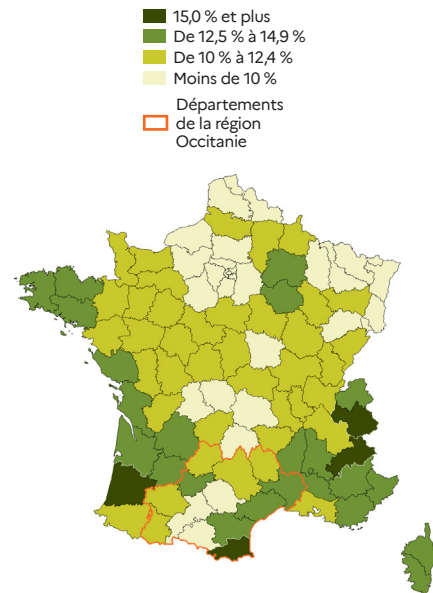 15,0 % et plus
De 12,5 % à 14,9 %
De 10 % à 12,4 %
Moins de 10 %
Départements
de la région
Occitanie